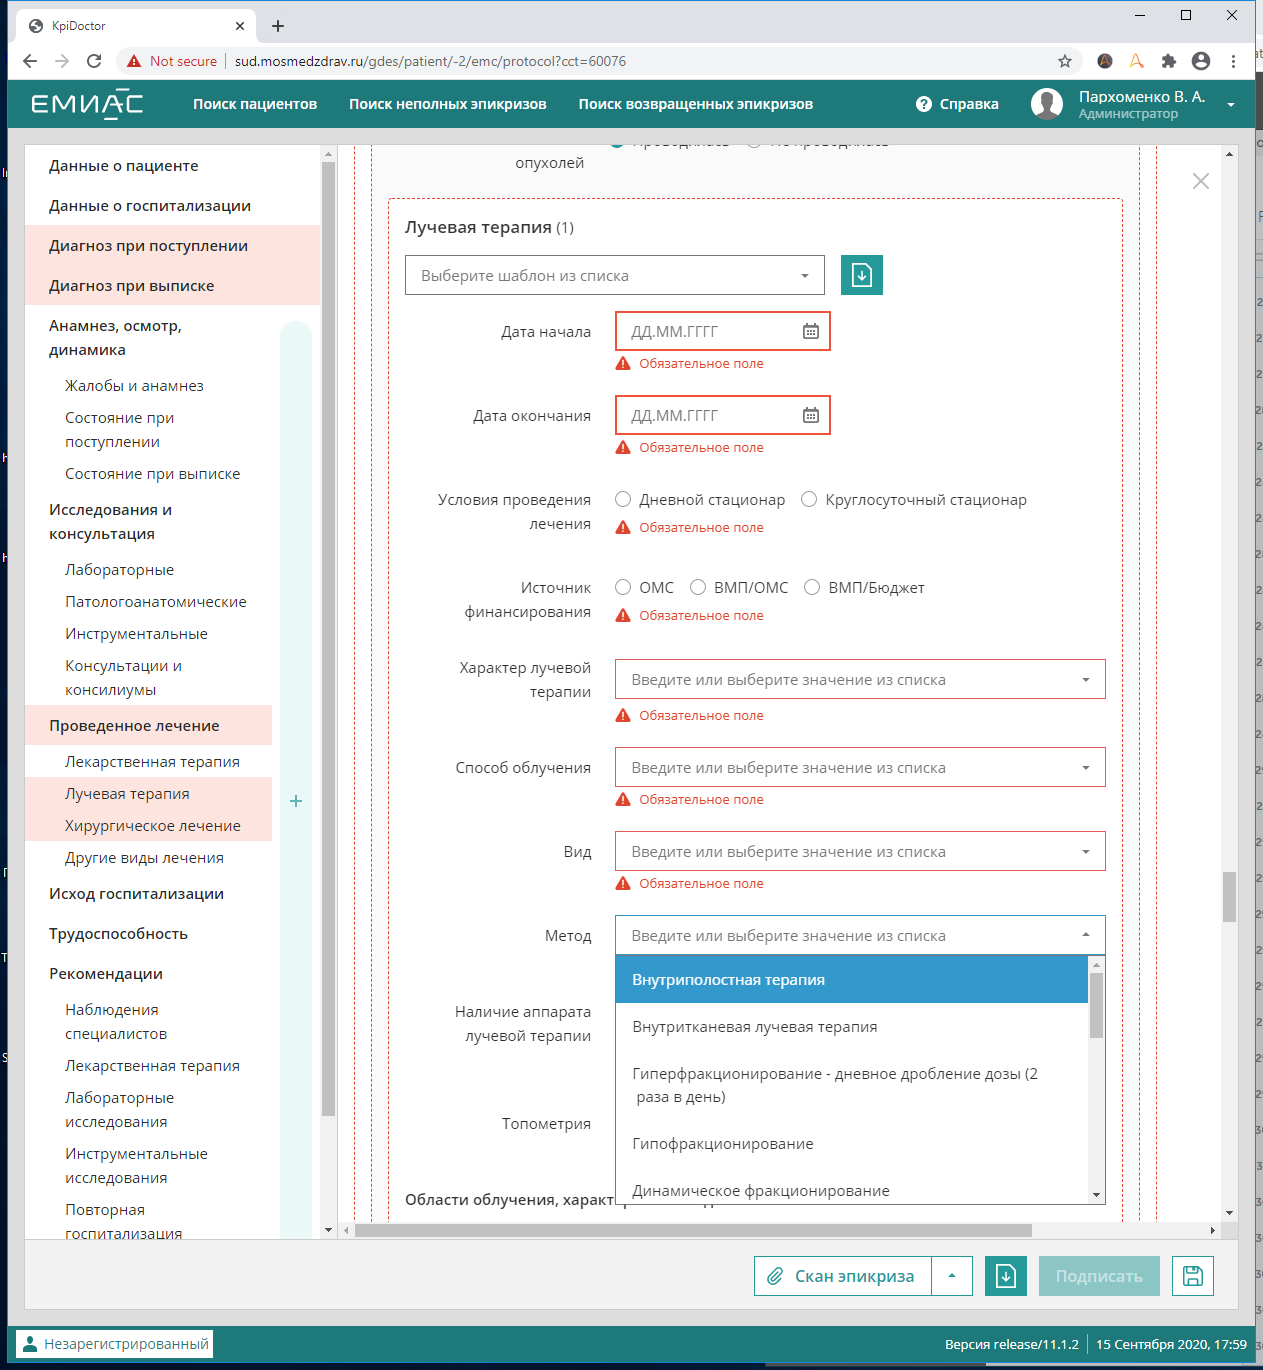 KpiDoctor
Not secure
sud.mosmedzdrav.ru/gdes/patient/-2/emc/protocol?cct=60076
ЕМИАС
Поиск пациентов
Поиск неполных эпикризов
Поиск возвращенных эпикризов
Справка
Пархоменко В. А.
Администратор
Данные о пациенте
Данные о госпитализации
Диагноз при поступлении
Диагноз при выписке
Анамнез, осмотр,
динамика
Жалобы и анамнез
Состояние при
поступлении
Состояние при выписке
Исследования и
консультация
Лабораторные
Патологоанатомические
Инструментальные
Консультации и
консилиумы
Проведенное лечение
Лекарственная терапия
Лучевая терапия
Хирургическое лечение
Другие виды лечения
Исход госпитализации
Трудоспособность
Рекомендации
Наблюдения
специалистов
Лекарственная терапия
Лабораторные
исследования
Инструментальные
исследования
Повторная
госпитализация
Проводилась
Не проводилась
опухолей
Лучевая терапия (1)
Выберите шаблон из списка
Дата начала
ДД.ММ.ГГГГ
Обязательное поле
Дата окончания
ДД.ММ.ГГГГ
Обязательное поле
Условия проведения
лечения
Дневной стационар
Круглосуточный стационар
Обязательное поле
Источник
финансирования
ОМС
ВМП/ОМС
ВМП/Бюджет
Обязательное поле
Характер лучевой
терапии
Введите или выберите значение из списка
Обязательное поле
Способ облучения
Введите или выберите значение из списка
Обязательное поле
Вид
Введите или выберите значение из списка
Обязательное поле
Метод
Введите или выберите значение из списка
Внутриполостная терапия
Внутритканевая лучевая терапия
Гиперфракционирование - дневное дробление дозы (2
раза в день)
Гипофракционирование
Динамическое фракционирование
Наличие аппарата
лучевой терапии
Топометрия
Области облучения, характ
Скан эпикриза
Подписать
Незарегистрированный
Версия release/11.1.2
15 Сентября 2020, 17:59